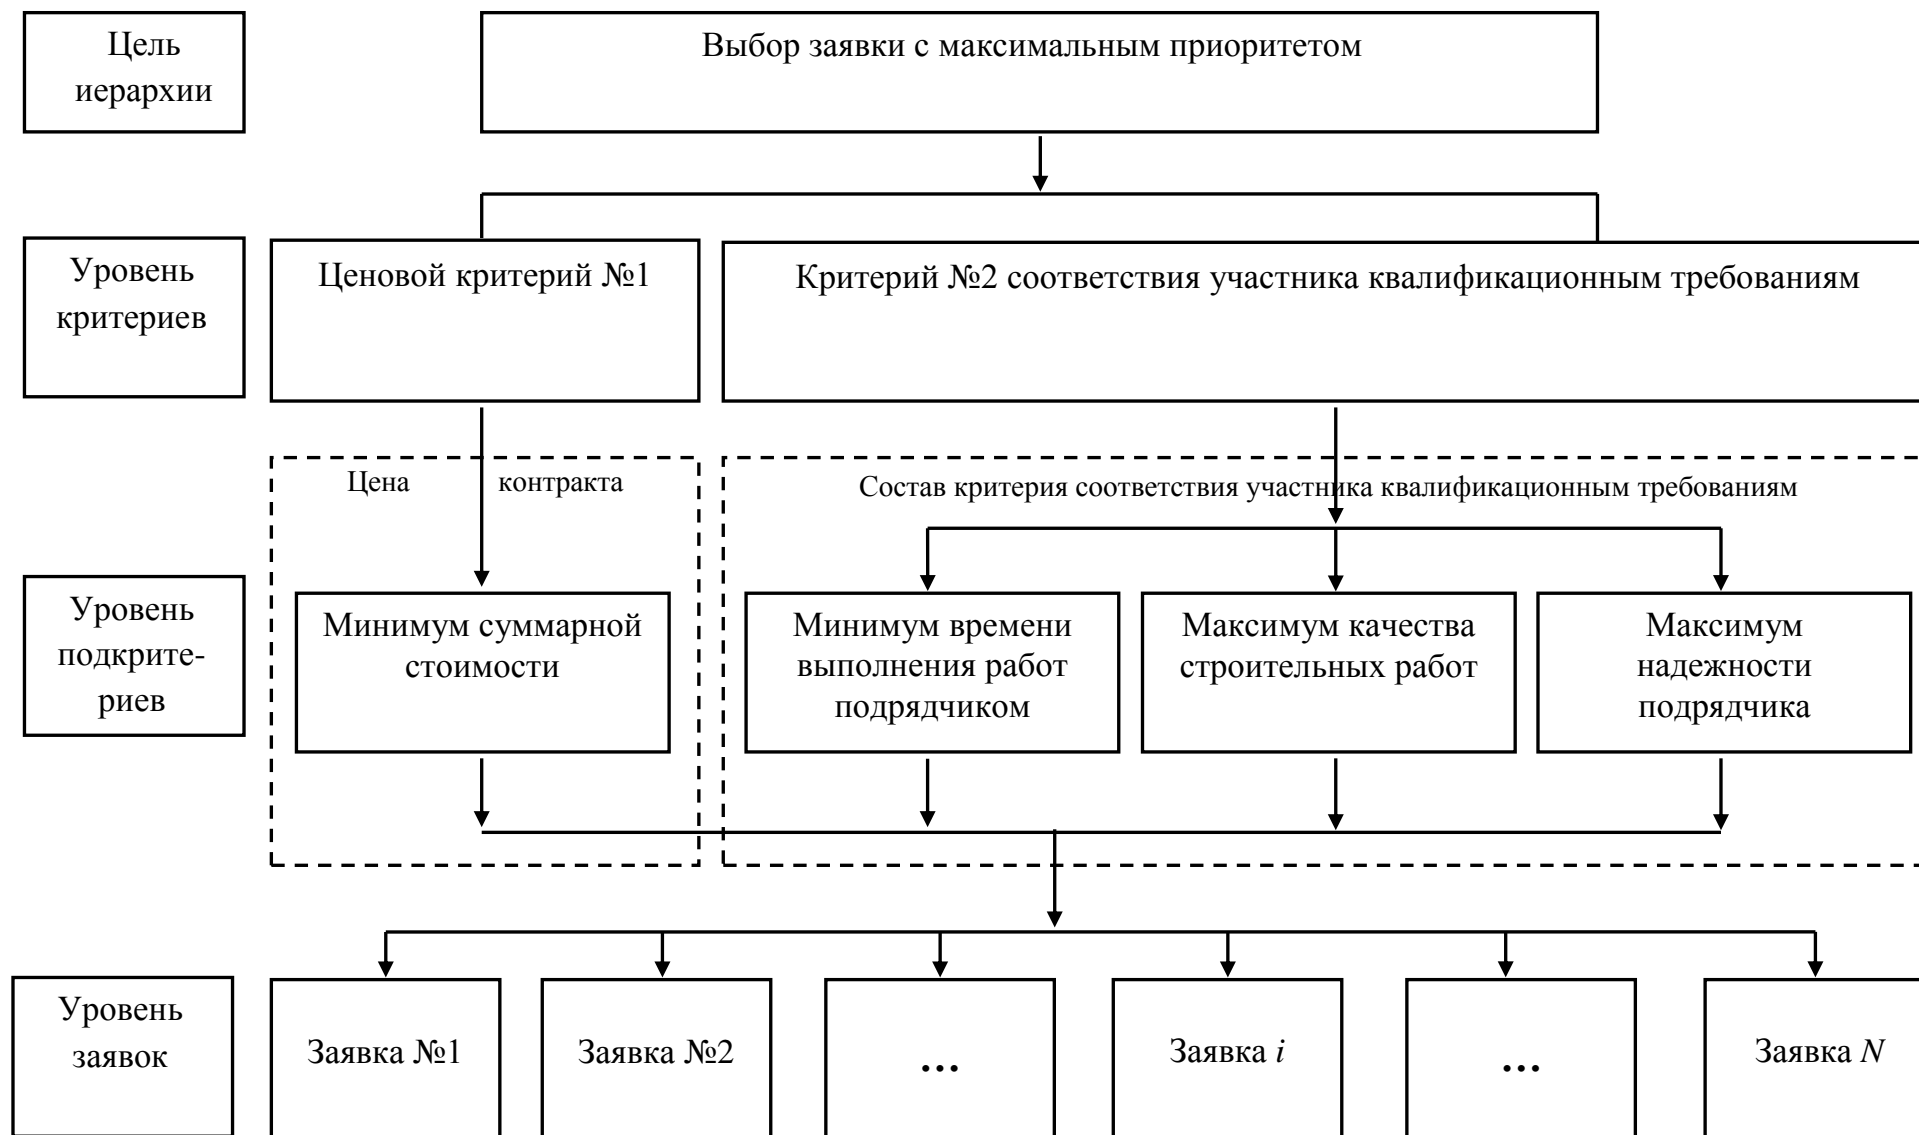 Цель
иерархии
Выбор заявки с максимальным приоритетом
Уровень
критериев
Ценовой критерий №1
Критерий №2 соответствия участника квалификационным требованиям
Цена контракта
Состав критерия соответствия участника квалификационным требованиям
Уровень
подкрите-
риев
Минимум суммарной
стоимости
Минимум времени
выполнения работ
подрядчиком
Максимум качества
строительных работ
Максимум
надежности
подрядчика
Уровень
заявок
Заявка №1
Заявка №2
...
Заявка i
...
Заявка N